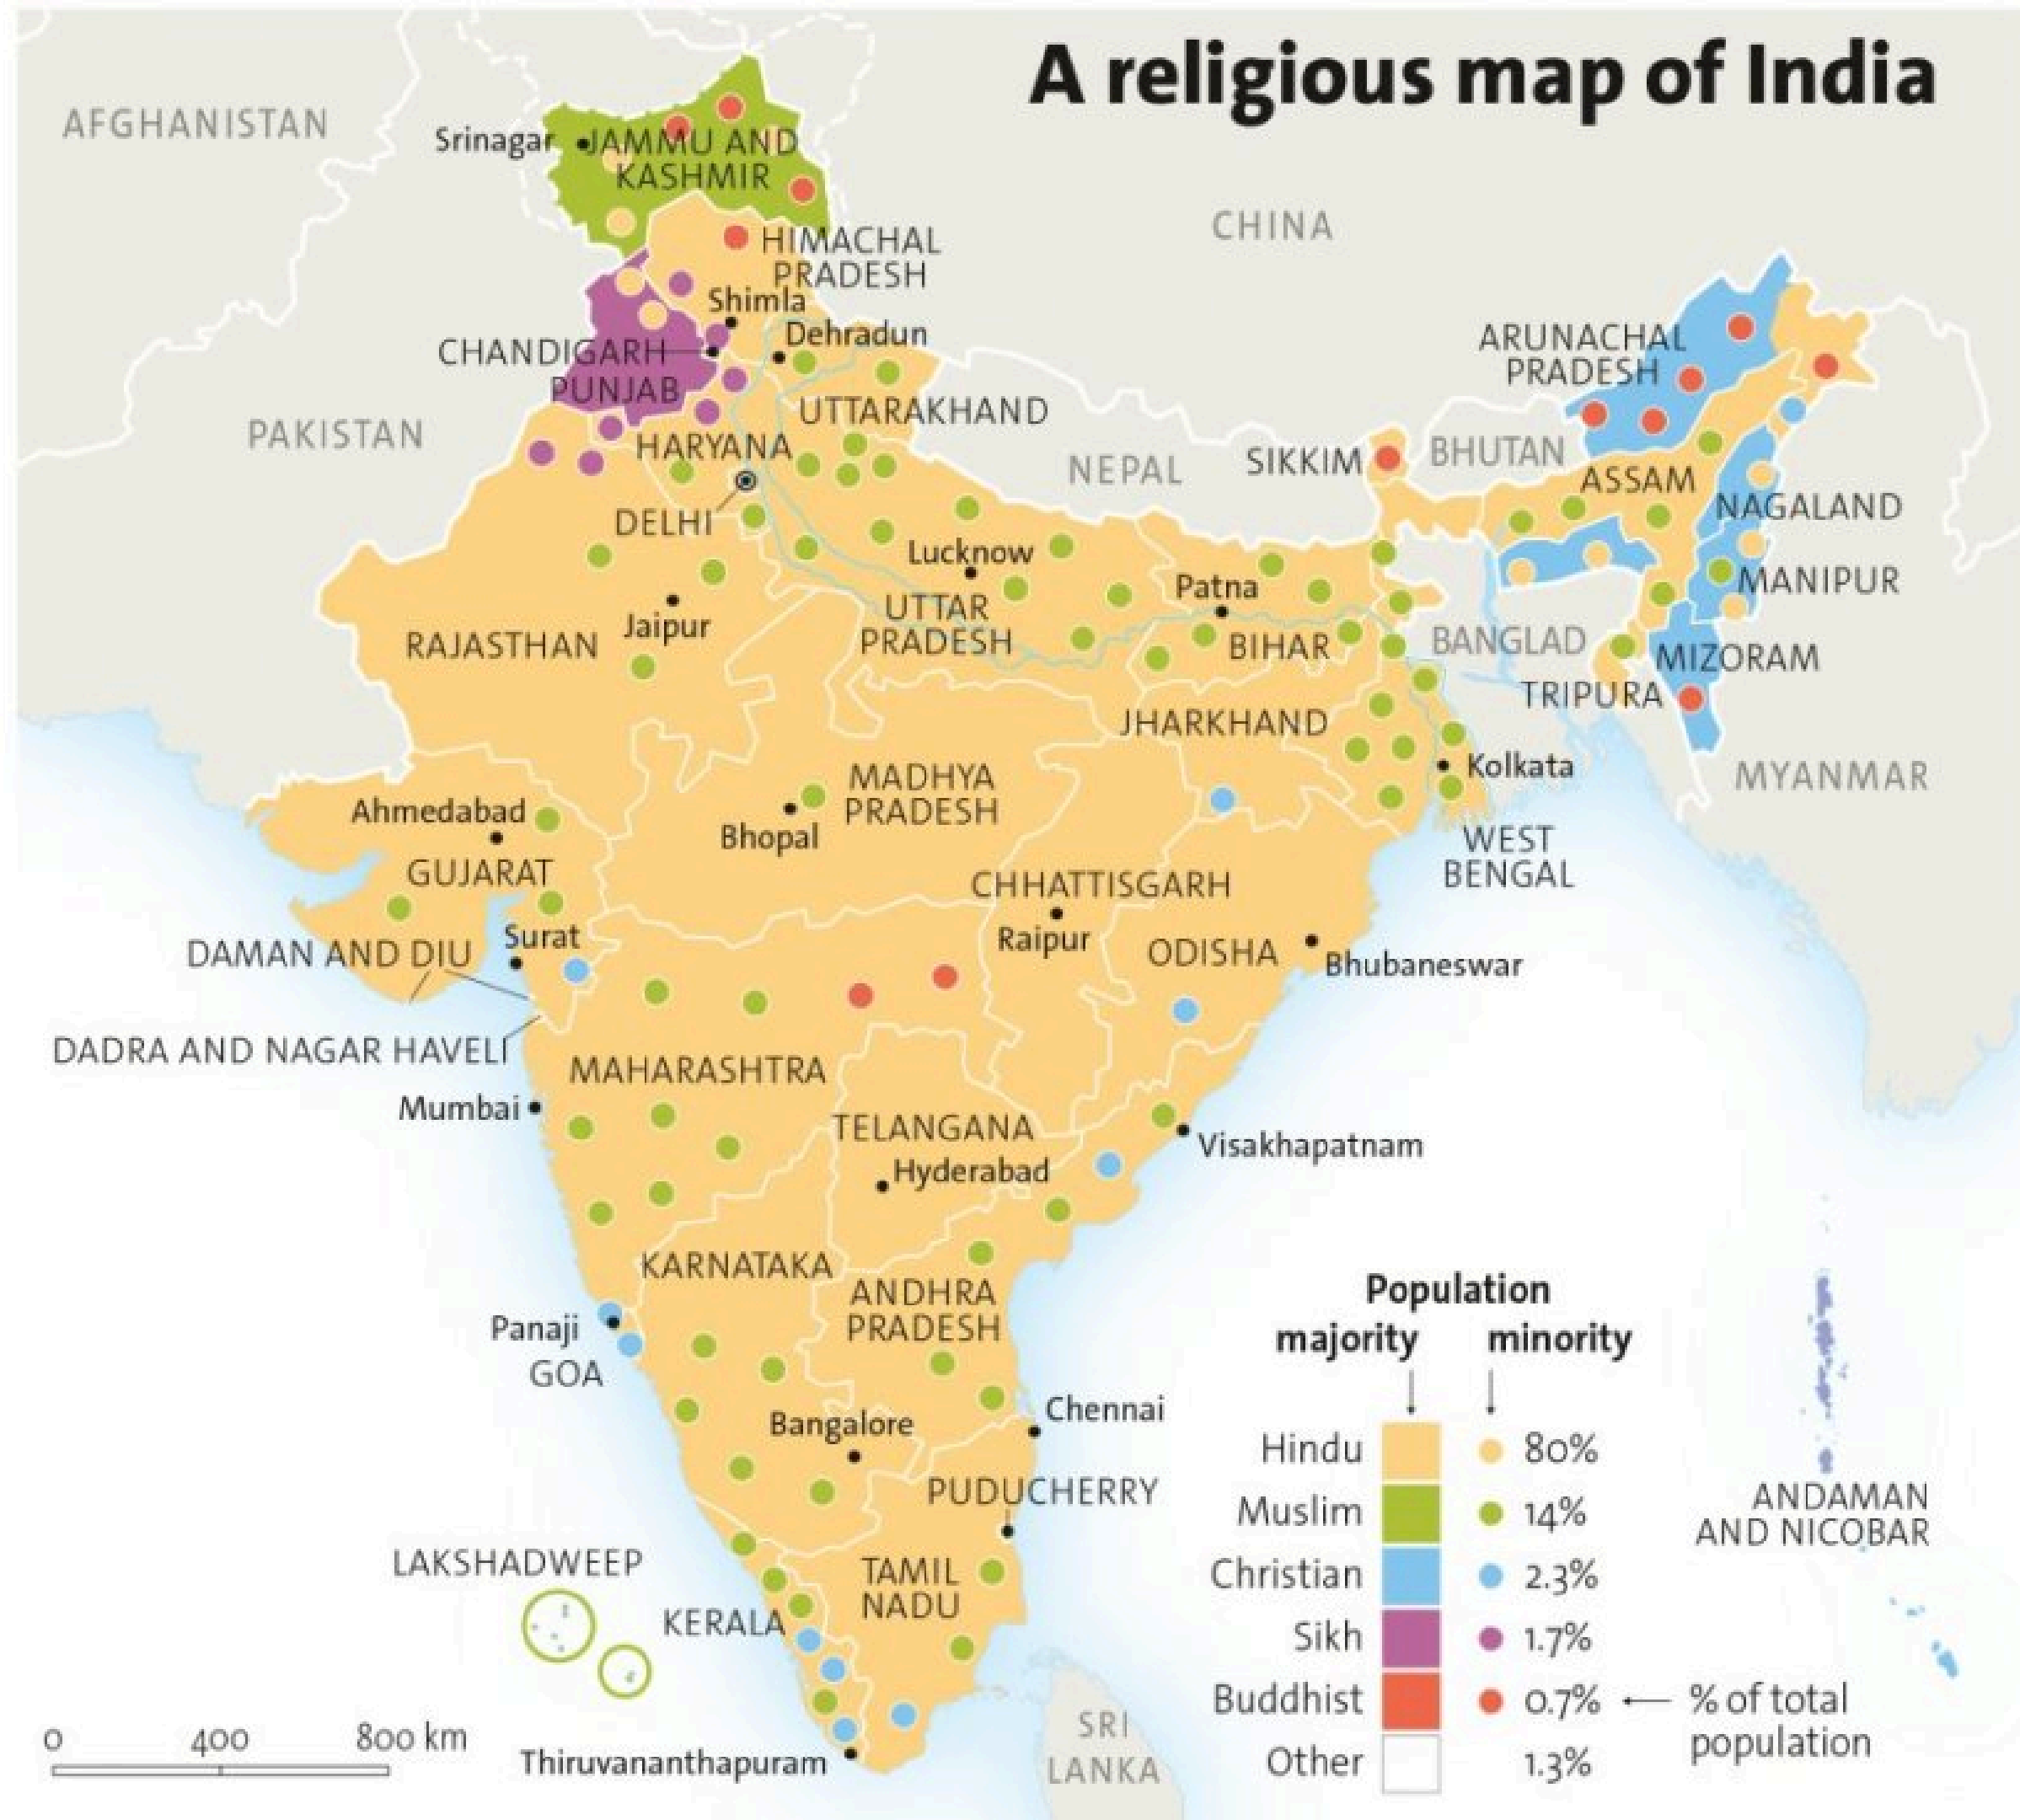 A religious map of India
AFGHANISTAN
Srinagar
JAMMU AND
KASHMIR
CHINA
HIMACHAL
PRADESH
Shimla
Dehradun
CHANDIGARH
PUNJAB
ARUNACHAL
PRADESH
UTTARAKHAND
PAKISTAN
HARYANA
NEPAL
SIKKIM
BHUTAN
ASSAM
NAGALAND
DELHI
Lucknow
Patna
MANIPUR
UTTAR
PRADESH
Jaipur
RAJASTHAN
BIHAR
BANGLAD
MIZORAM
TRIPURA
JHARKHAND
Kolkata
MYANMAR
MADHYA
PRADESH
Ahmedabad
Bhopal
WEST
BENGAL
GUJARAT
CHHATTISGARH
Raipur
Surat
DAMAN AND DIU
ODISHA
Bhubaneswar
DADRA AND NAGAR HAVELI
MAHARASHTRA
Mumbai
TELANGANA
Hyderabad
Visakhapatnam
KARNATAKA
ANDHRA
PRADESH
Panaji
GOA
Bangalore
Chennai
PUDUCHERRY
LAKSHADWEEP
TAMIL
NADU
KERALA
Thiruvananthapuram
SRI
LANKA
ANDAMAN
AND NICOBAR
0 400 800 km
Population
majority minority
Hindu 80%
Muslim 14%
Christian 2.3%
Sikh 1.7%
Buddhist 0.7% % of total
population
Other 1.3%